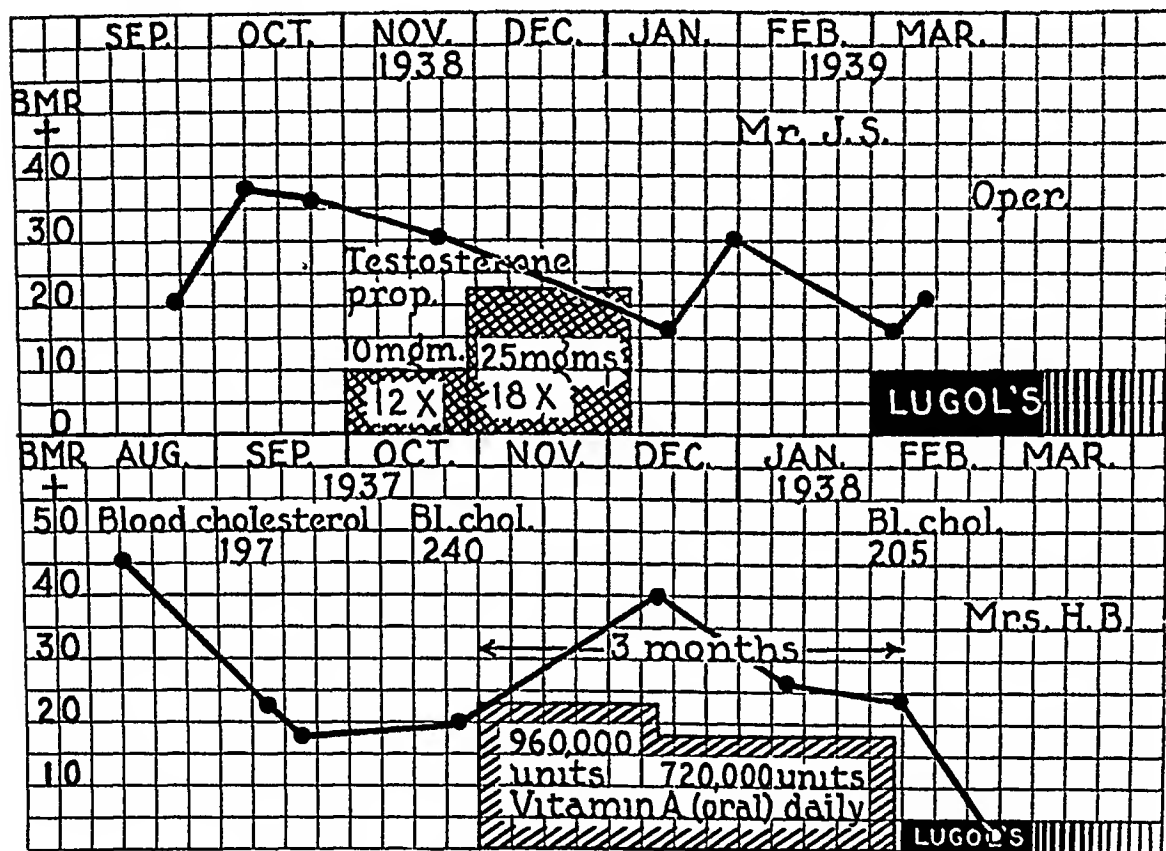 SEP. OCT. NOV. DEC. JAN. FEB. MAR.
1938 1939
BMR
+
Mr. J.S.
40
Oper.
30
Testosterone
prop.
20
10mgm. 25mgms
10
12 X 18 X
LUGOL'S
0
BMR AUG. SEP. OCT. NOV. DEC. JAN. FEB. MAR.
+ 1937 1938
50 Blood cholesterol Bl. chol. Bl. chol.
197 240 205
40
Mrs. H.B.
30 3 months
20
960,000
10 units 720,000 units
Vitamin A (oral) daily
LUGOL'S